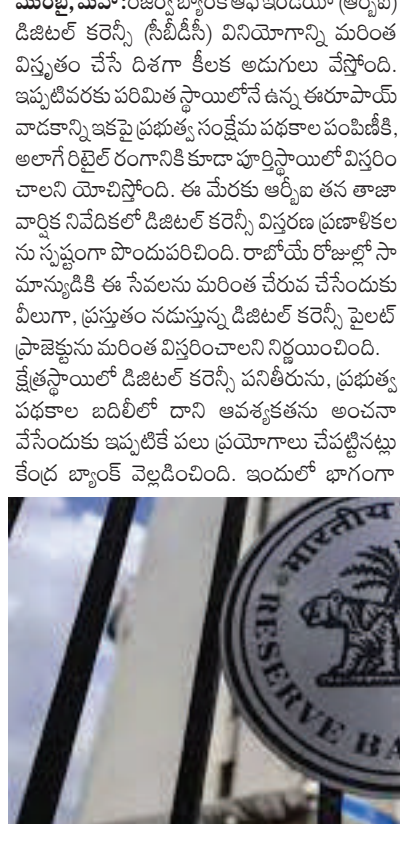 ముంబై, మహా : రిజర్వ్ బ్యాంక్ ఆఫ్ ఇండియా (ఆర్బీఐ)
డిజిటల్ కరెన్సీ (సీబీడీసీ) వినియోగాన్ని మరింత
విస్తృతం చేసే దిశగా కీలక అడుగులు వేస్తోంది.
ఇప్పటివరకు పరిమిత స్థాయిలోనే ఉన్న ఈరూపాయ్
వాడకాన్ని ఇకపై ప్రభుత్వ సంక్షేమ పథకాల పంపిణీకి,
అలాగే రిటైల్ రంగానికి కూడా పూర్తిస్థాయిలో విస్తరిం
చాలని యోచిస్తోంది. ఈ మేరకు ఆర్బీఐ తన తాజా
వార్షిక నివేదికలో డిజిటల్ కరెన్సీ విస్తరణ ప్రణాళికల
ను స్పష్టంగా పొందుపరిచింది. రాబోయే రోజుల్లో సా
మాన్యుడికి ఈ సేవలను మరింత చేరువ చేసేందుకు
వీలుగా, ప్రస్తుతం నడుస్తున్న డిజిటల్ కరెన్సీ పైలట్
ప్రాజెక్టును మరింత విస్తరించాలని నిర్ణయించింది.
క్షేత్రస్థాయిలో డిజిటల్ కరెన్సీ పనితీరును, ప్రభుత్వ
పథకాల బదిలీలో దాని ఆవశ్యకతను అంచనా
వేసేందుకు ఇప్పటికే పలు ప్రయోగాలు చేపట్టినట్లు
కేంద్ర బ్యాంక్ వెల్లడించింది. ఇందులో భాగంగా
भारतीय
RESERVE BA